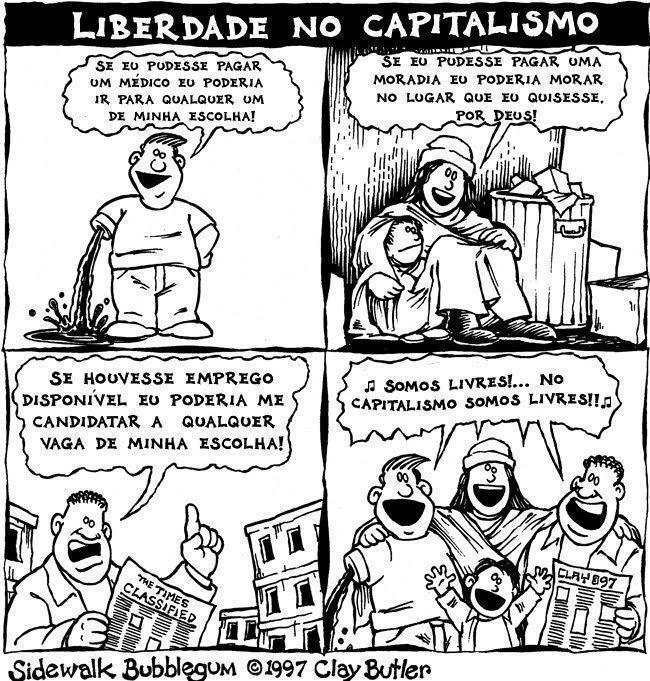 LIBERDADE NO CAPITALISMO
SE EU PUDESSE PAGAR
UM MÉDICO EU PODERIA
IR PARA QUALQUER UM
DE MINHA ESCOLHA!
SE EU PUDESSE PAGAR UMA
MORADIA EU PODERIA MORAR
NO LUGAR QUE EU QUISESSE,
POR DEUS!
SE HOUVESSE EMPREGO
DISPONÍVEL EU PODERIA ME
CANDIDATAR A QUALQUER
VAGA DE MINHA ESCOLHA!
THE TIMES
CLASSIFIED
♫ SOMOS LIVRES!... NO
CAPITALISMO SOMOS LIVRES!!♫
CLAY B97
Sidewalk Bubblegum ©1997 Clay Butler